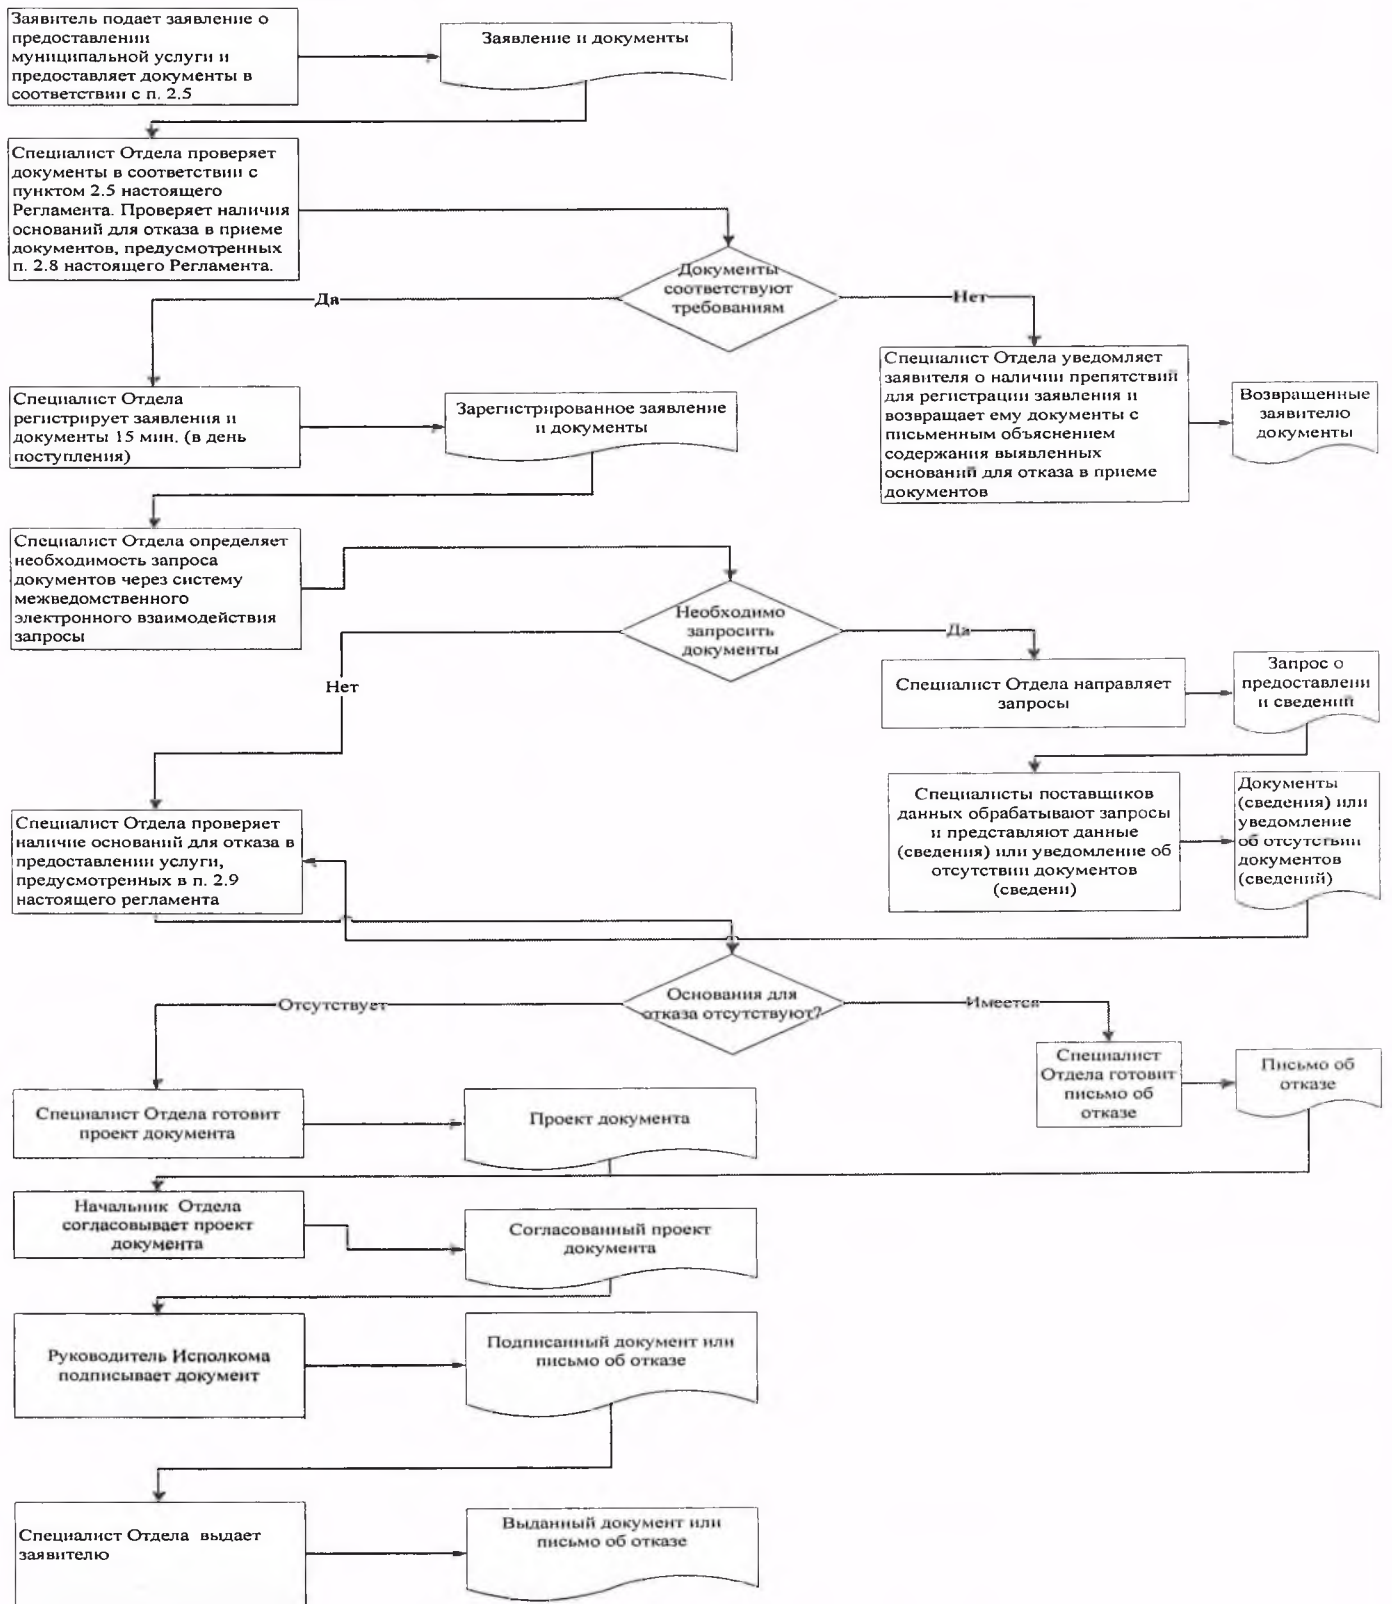 Заявитель подает заявление о
предоставлении
муниципальной услуги и
предоставляет документы в
соответствии с п. 2.5
Заявление и документы
Специалист Отдела проверяет
документы в соответствии с
пунктом 2.5 настоящего
Регламента. Проверяет наличия
оснований для отказа в приеме
документов, предусмотренных
п. 2.8 настоящего Регламента.
Документы
соответствуют
требованиям
Да
Нет
Специалист Отдела уведомляет
заявителя о наличии препятствий
для регистрации заявления и
возвращает ему документы с
письменным объяснением
содержания выявленных
оснований для отказа в приеме
документов
Возвращенные
заявителю
документы
Специалист Отдела
регистрирует заявления и
документы 15 мин. (в день
поступления)
Зарегистрированное заявление
и документы
Специалист Отдела определяет
необходимость запроса
документов через систему
межведомственного
электронного взаимодействия
запросы
Необходимо
запросить
документы
Да
Нет
Специалист Отдела направляет
запросы
Запрос о
предоставлени
и сведений
Специалисты поставщиков
данных обрабатывают запросы
и представляют данные
(сведения) или уведомление об
отсутствии документов
(сведени)
Документы
(сведения) или
уведомление
об отсутствии
документов
(сведений)
Специалист Отдела проверяет
наличие оснований для отказа в
предоставлении услуги,
предусмотренных в п. 2.9
настоящего регламента
Основания для
отказа отсутствуют?
Отсутствует
Имеется
Специалист
Отдела готовит
письмо об
отказе
Письмо об
отказе
Специалист Отдела готовит
проект документа
Проект документа
Начальник Отдела
согласовывает проект
документа
Согласованный проект
документа
Руководитель Исполкома
подписывает документ
Подписанный документ или
письмо об отказе
Специалист Отдела выдает
заявителю
Выданный документ или
письмо об отказе